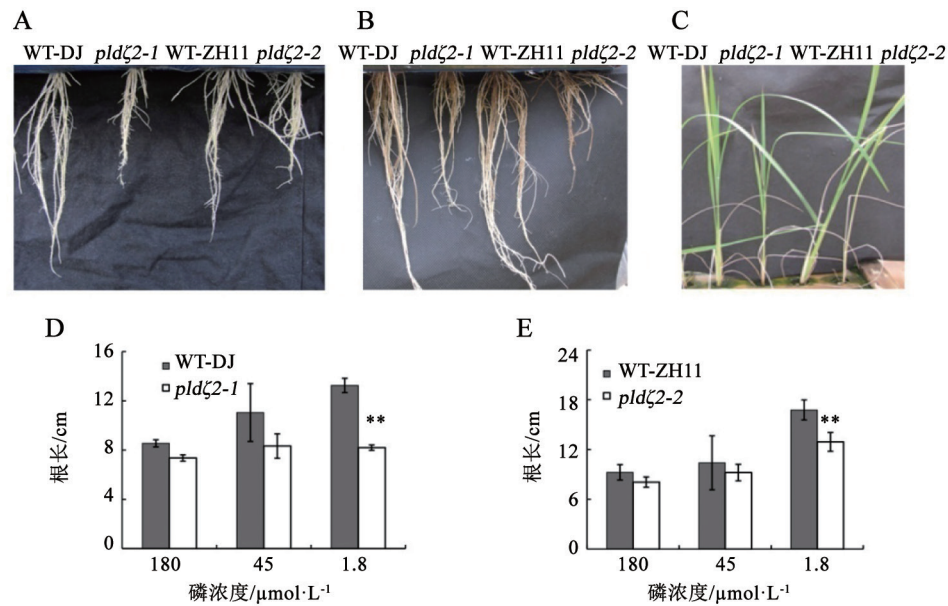 A
B
C
WT-DJ pldζ2-1 WT-ZH11 pldζ2-2
WT-DJ pldζ2-1 WT-ZH11 pldζ2-2
WT-DJ pldζ2-1 WT-ZH11 pldζ2-2
D
根长/cm
16
12
8
4
0
WT-DJ
pldζ2-1
**
180 45 1.8
磷浓度/μmol·L⁻¹
E
根长/cm
24
18
12
6
0
WT-ZH11
pldζ2-2
**
180 45 1.8
磷浓度/μmol·L⁻¹